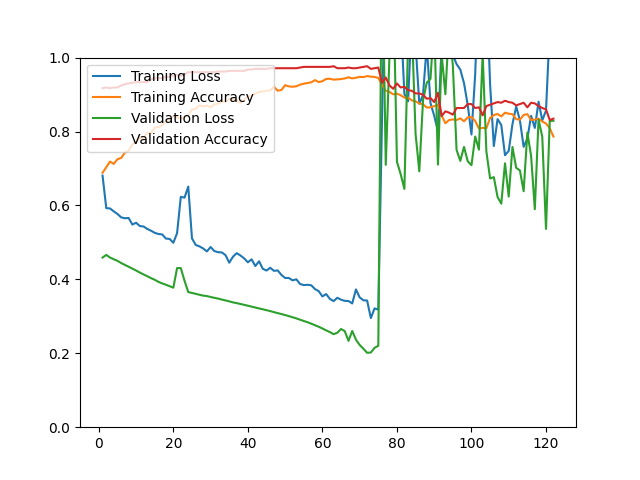 1.0
0.8
0.6
0.4
0.2
0.0
Training Loss
Training Accuracy
Validation Loss
Validation Accuracy
0 20 40 60 80 100 120